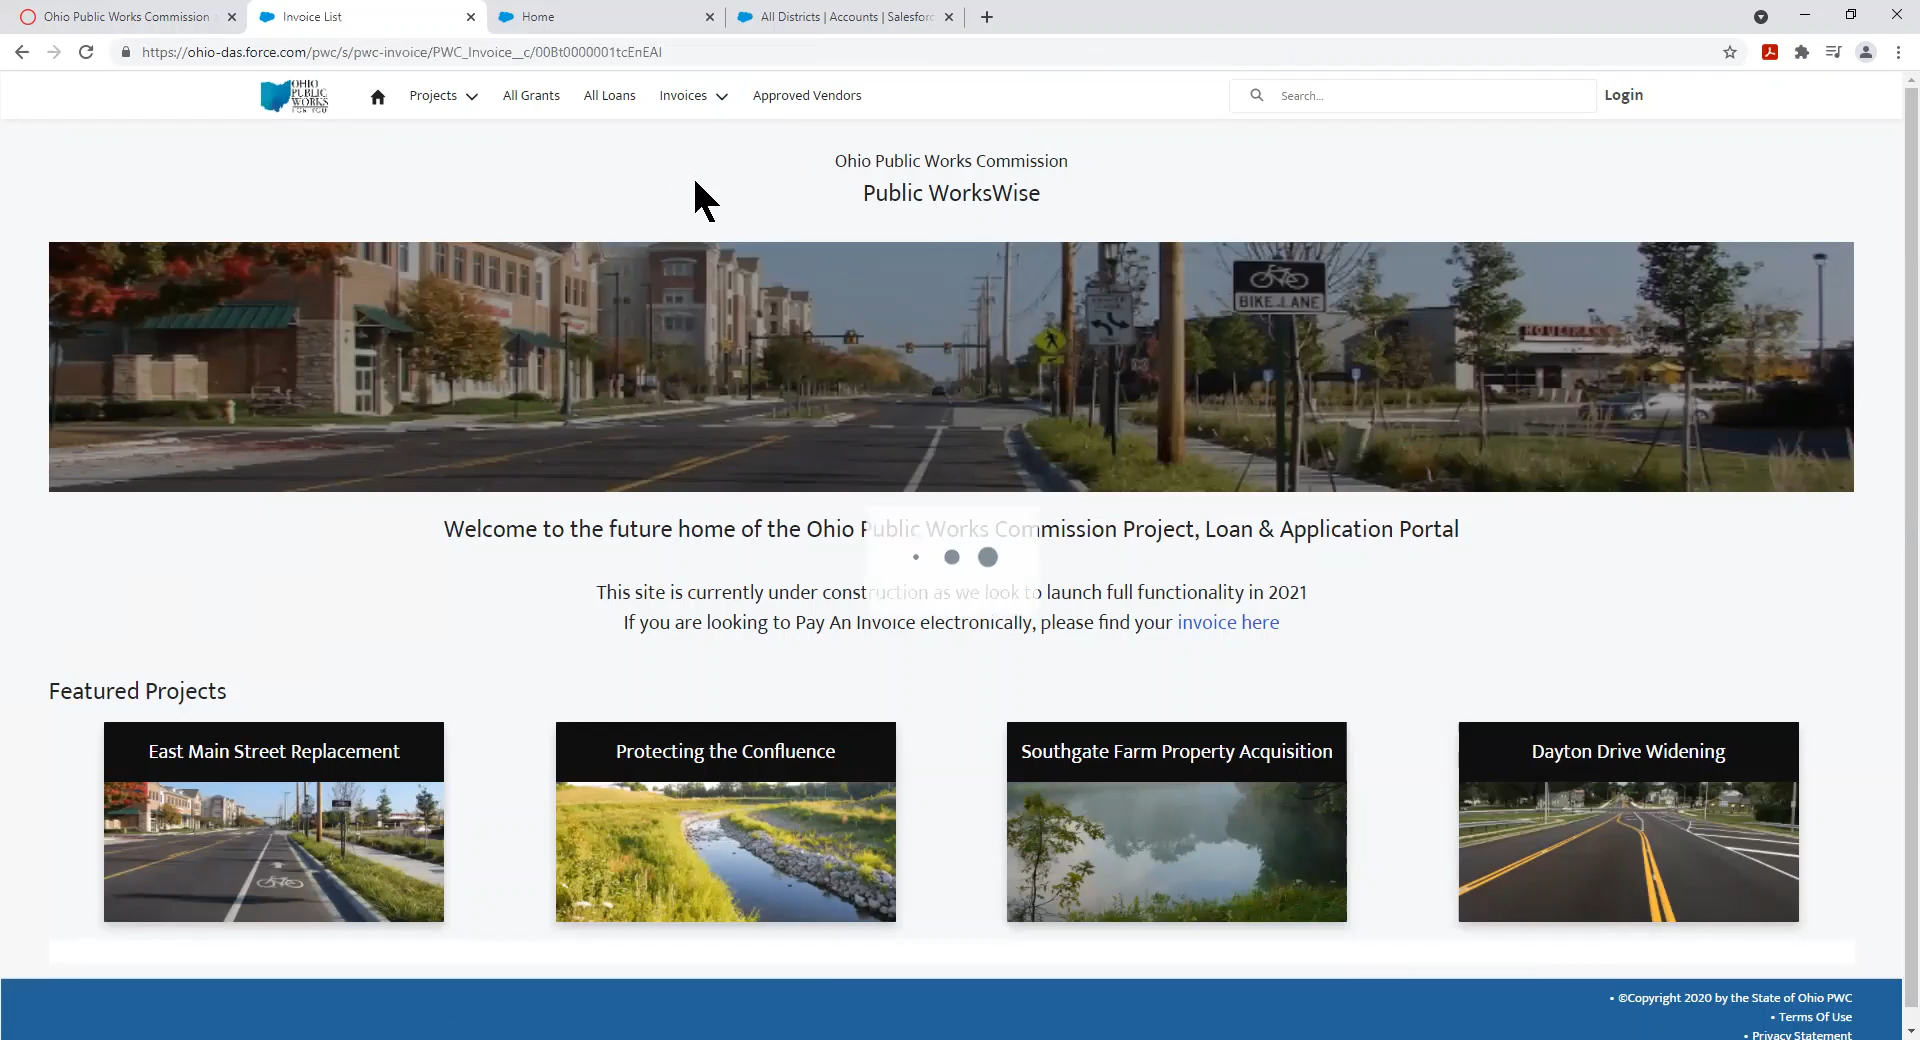 Ohio Public Works Commission
Invoice List
Home
All Districts | Accounts | Salesforc
https://ohio-das.force.com/pwc/s/pwc-invoice/PWC_Invoice__c/00Bt0000001tcEnEAI
OHIO
PUBLIC
WORKS
FOR YOU
Projects
All Grants
All Loans
Invoices
Approved Vendors
Search...
Login
Ohio Public Works Commission
Public WorksWise
BIKE LANE
Welcome to the future home of the Ohio Public Works Commission Project, Loan & Application Portal
This site is currently under construction as we look to launch full functionality in 2021
If you are looking to Pay An Invoice electronically, please find your invoice here
Featured Projects
East Main Street Replacement
Protecting the Confluence
Southgate Farm Property Acquisition
Dayton Drive Widening
• ©Copyright 2020 by the State of Ohio PWC
• Terms Of Use
• Privacy Statement